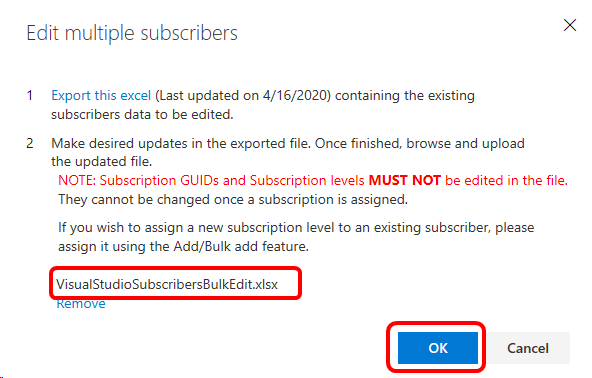 Edit multiple subscribers
1 Export this excel (Last updated on 4/16/2020) containing the existing
subscribers data to be edited.
2 Make desired updates in the exported file. Once finished, browse and upload
the updated file.
NOTE: Subscription GUIDs and Subscription levels MUST NOT be edited in the file.
They cannot be changed once a subscription is assigned.
If you wish to assign a new subscription level to an existing subscriber, please
assign it using the Add/Bulk add feature.
VisualStudioSubscribersBulkEdit.xlsx
Remove
OK Cancel